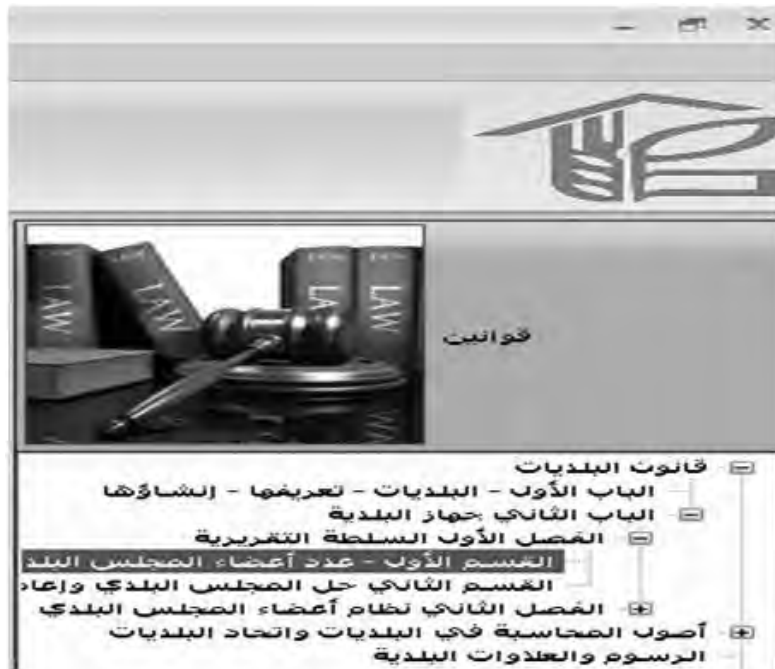 LAW
LAW
LAW
LAW
قوانين
قانون البلديات
الباب الأول - البلديات - تعريفها - إنشاؤها
الباب الثاني جهاز البلدية
الفصل الأول السلطة التقريرية
القسم الأول - عدد أعضاء المجلس البلد
القسم الثاني حل المجلس البلدي وإعاد
الفصل الثاني نظام أعضاء المجلس البلدي
أصول المحاسبة في البلديات واتحاد البلديات
الرسوم والعلاوات البلدية